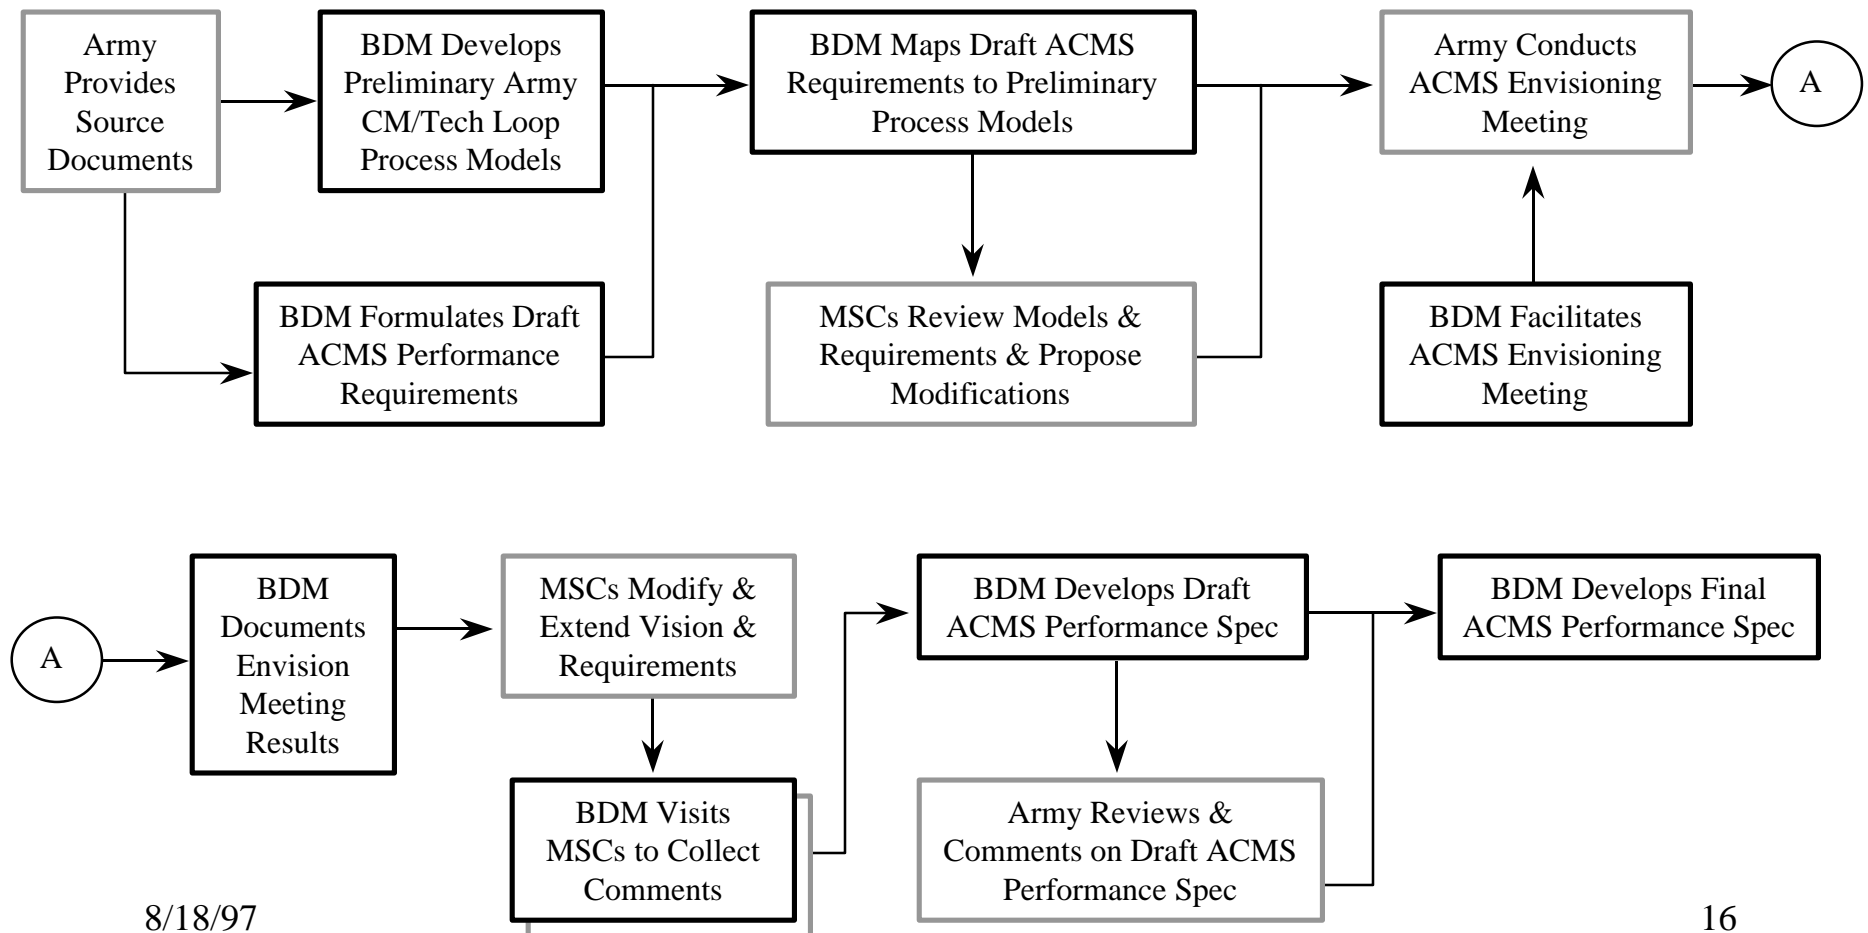 Army
Provides
Source
Documents
BDM Develops
Preliminary Army
CM/Tech Loop
Process Models
BDM Maps Draft ACMS
Requirements to Preliminary
Process Models
Army Conducts
ACMS Envisioning
Meeting
A
BDM Formulates Draft
ACMS Performance
Requirements
MSCs Review Models &
Requirements & Propose
Modifications
BDM Facilitates
ACMS Envisioning
Meeting
A
BDM
Documents
Envision
Meeting
Results
MSCs Modify &
Extend Vision &
Requirements
BDM Develops Draft
ACMS Performance Spec
BDM Develops Final
ACMS Performance Spec
BDM Visits
MSCs to Collect
Comments
Army Reviews &
Comments on Draft ACMS
Performance Spec
8/18/97
16